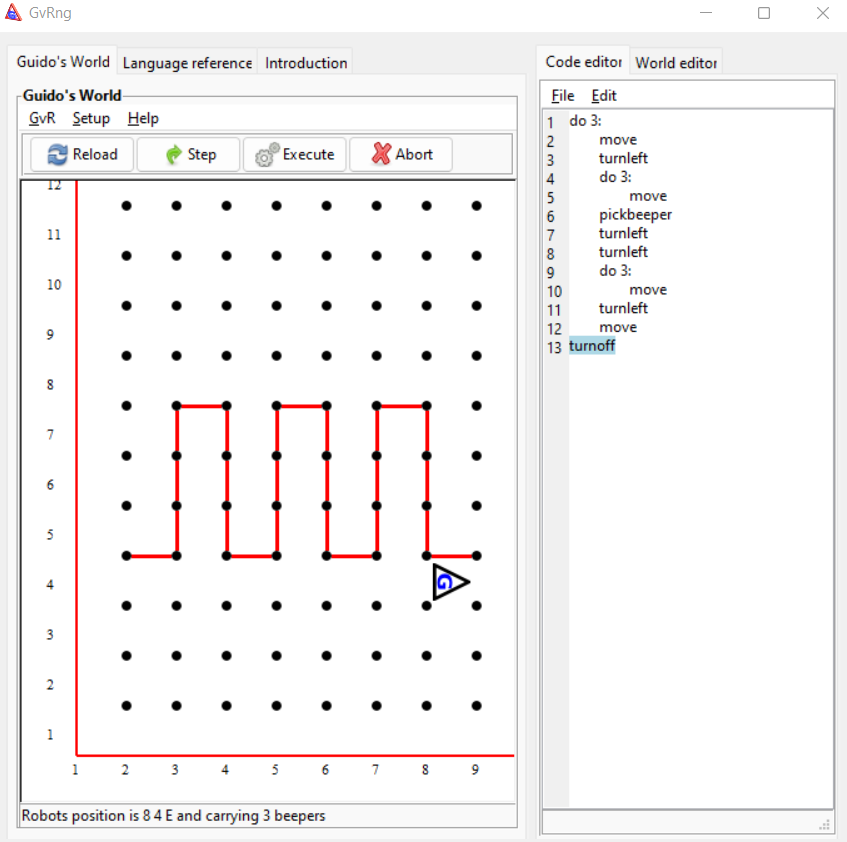 GvRng
Guido's World Language reference Introduction
Guido's World
GvR Setup Help
Reload Step Execute Abort
12
11
10
9
8
7
6
5
4
G
3
2
1
1 2 3 4 5 6 7 8 9
Robots position is 8 4 E and carrying 3 beepers
Code editor World editor
File Edit
1 do 3:
2 move
3 turnleft
4 do 3:
5 move
6 pickbeeper
7 turnleft
8 turnleft
9 do 3:
10 move
11 turnleft
12 move
13 turnoff